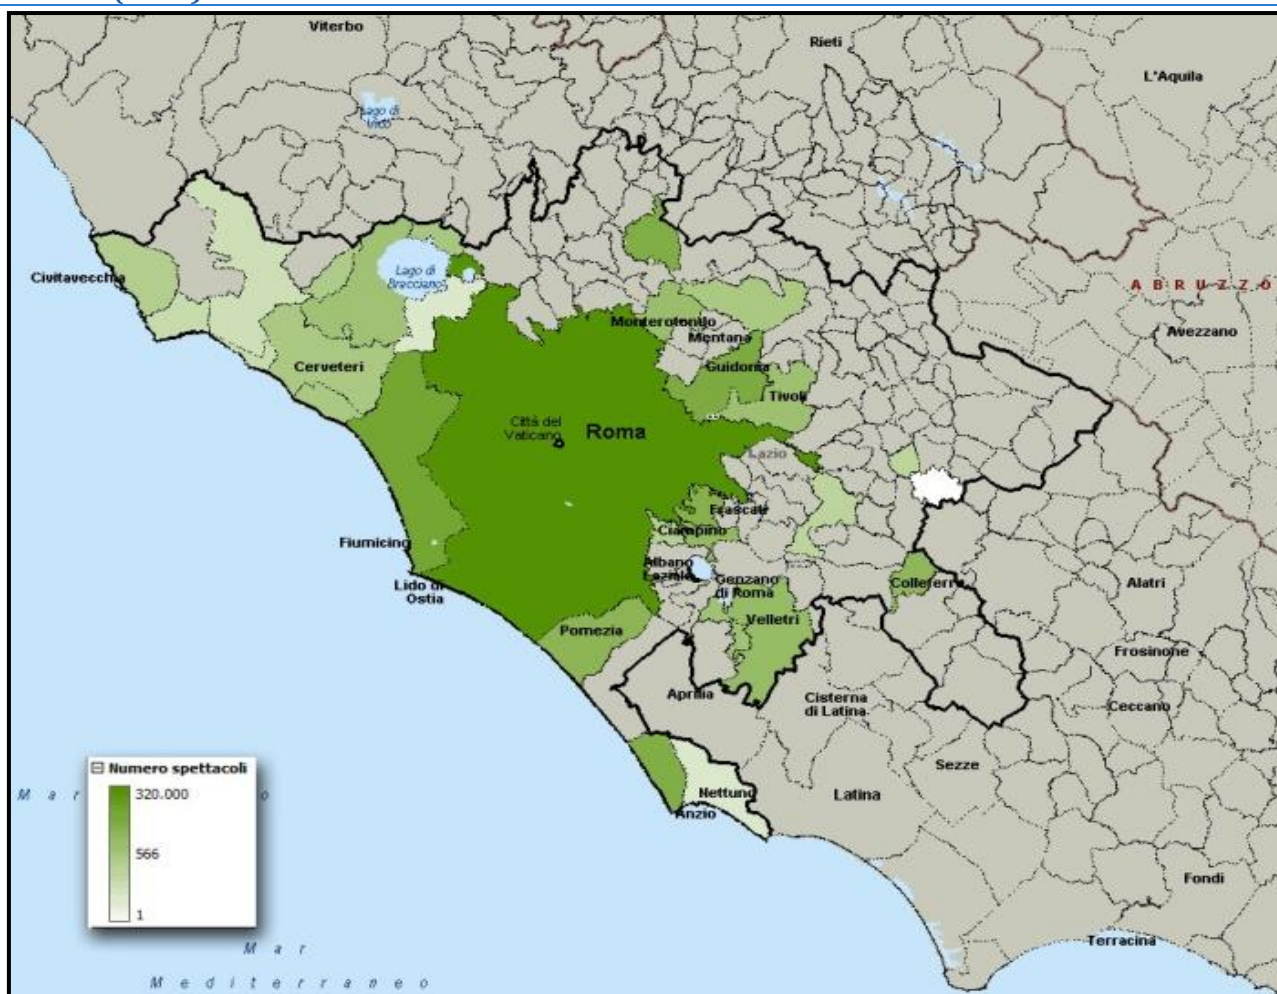 Viterbo
Rieti
L'Aquila
Lago di
Vico
Civitavecchia
Lago di
Bracciano
ABRUZZO
Avezzano
Monterotondo
Mentana
Cerveteri
Guidonia
Tivoli
Città del
Vaticano
Roma
Lazio
Frascati
Ciampino
Fiumicino
Albano
Laziale
Lido di
Ostia
Genzano
di Roma
Colleferro
Alatri
Pomezia
Velletri
Frosinone
Aprilia
Cisterna
di Latina
Ceccano
Sezze
Numero spettacoli
320.000
566
1
Mar
Nettuno
Latina
Anzio
Fondi
Terracina
Mar
Mediterraneo